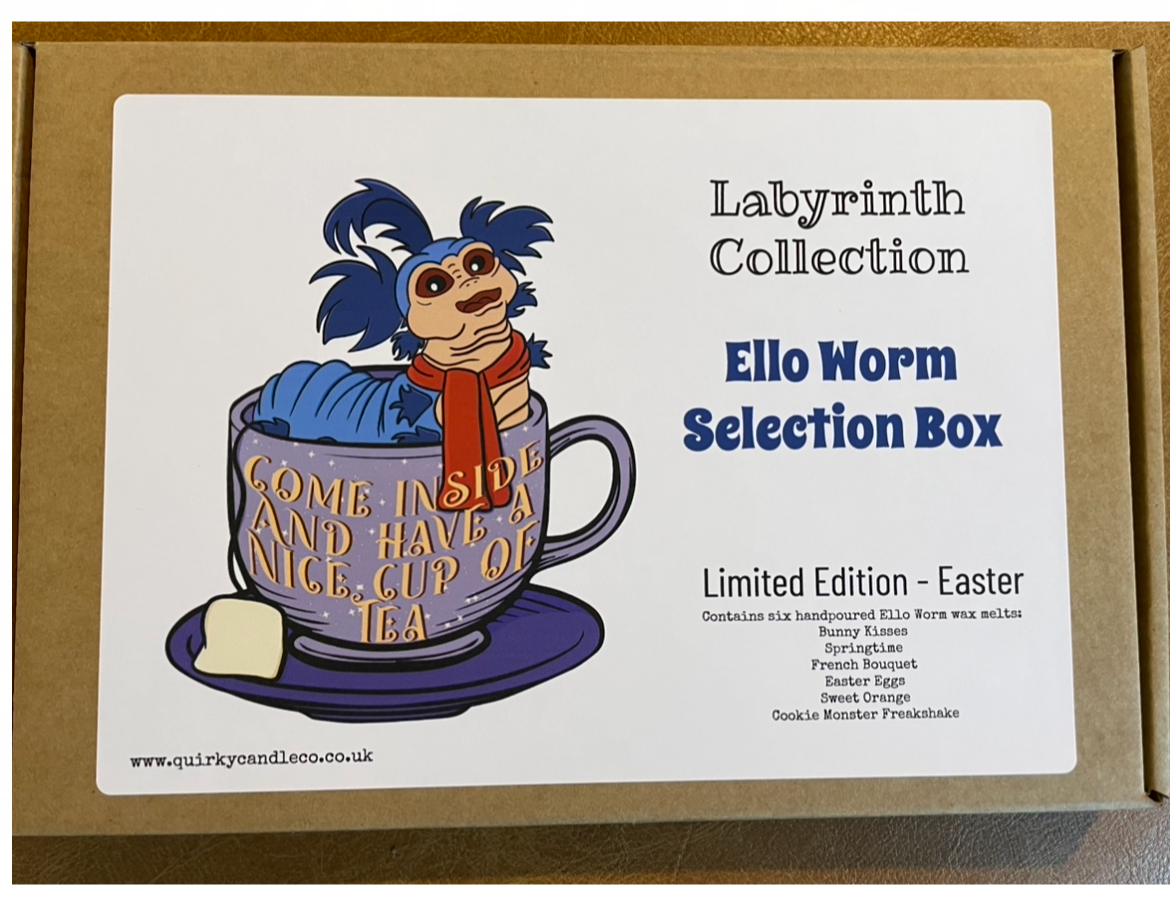 Labyrinth
Collection
Ello Worm
Selection Box
COME INSIDE
AND HAVE A
NICE CUP OF
TEA
Limited Edition - Easter
Contains six handpoured Ello Worm wax melts:
Bunny Kisses
Springtime
French Bouquet
Easter Eggs
Sweet Orange
Cookie Monster Freakshake
www.quirkycandleco.co.uk